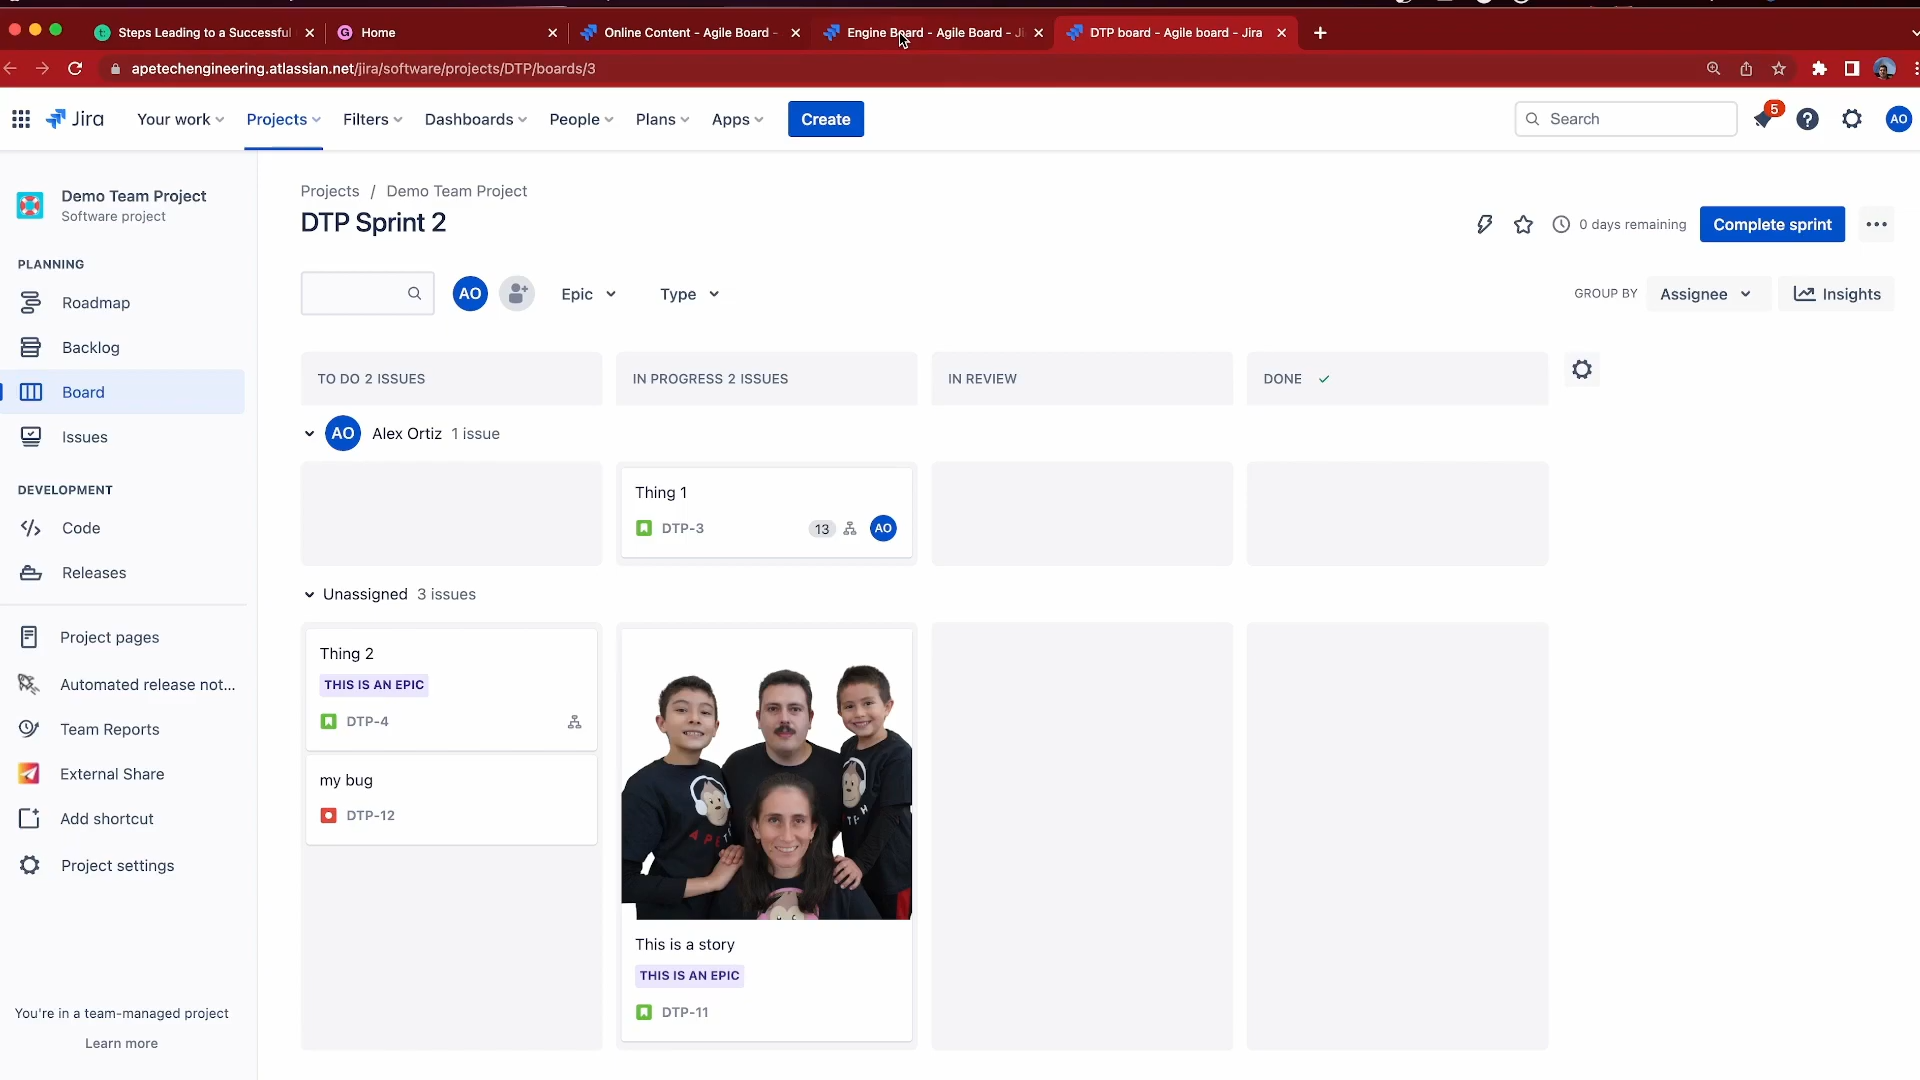 Steps Leading to a Successful
Home
Online Content - Agile Board -
Engine Board - Agile Board - Ji
DTP board - Agile board - Jira
apetechengineering.atlassian.net/jira/software/projects/DTP/boards/3
Jira
Your work
Projects
Filters
Dashboards
People
Plans
Apps
Create
Search
5
AO
Demo Team Project
Software project
PLANNING
Roadmap
Backlog
Board
Issues
DEVELOPMENT
Code
Releases
Project pages
Automated release not...
Team Reports
External Share
Add shortcut
Project settings
You're in a team-managed project
Learn more
Projects / Demo Team Project
DTP Sprint 2
0 days remaining
Complete sprint
AO
Epic
Type
GROUP BY
Assignee
Insights
TO DO 2 ISSUES
IN PROGRESS 2 ISSUES
IN REVIEW
DONE
AO Alex Ortiz 1 issue
Thing 1
DTP-3
13
AO
Unassigned 3 issues
Thing 2
THIS IS AN EPIC
DTP-4
my bug
DTP-12
This is a story
THIS IS AN EPIC
DTP-11